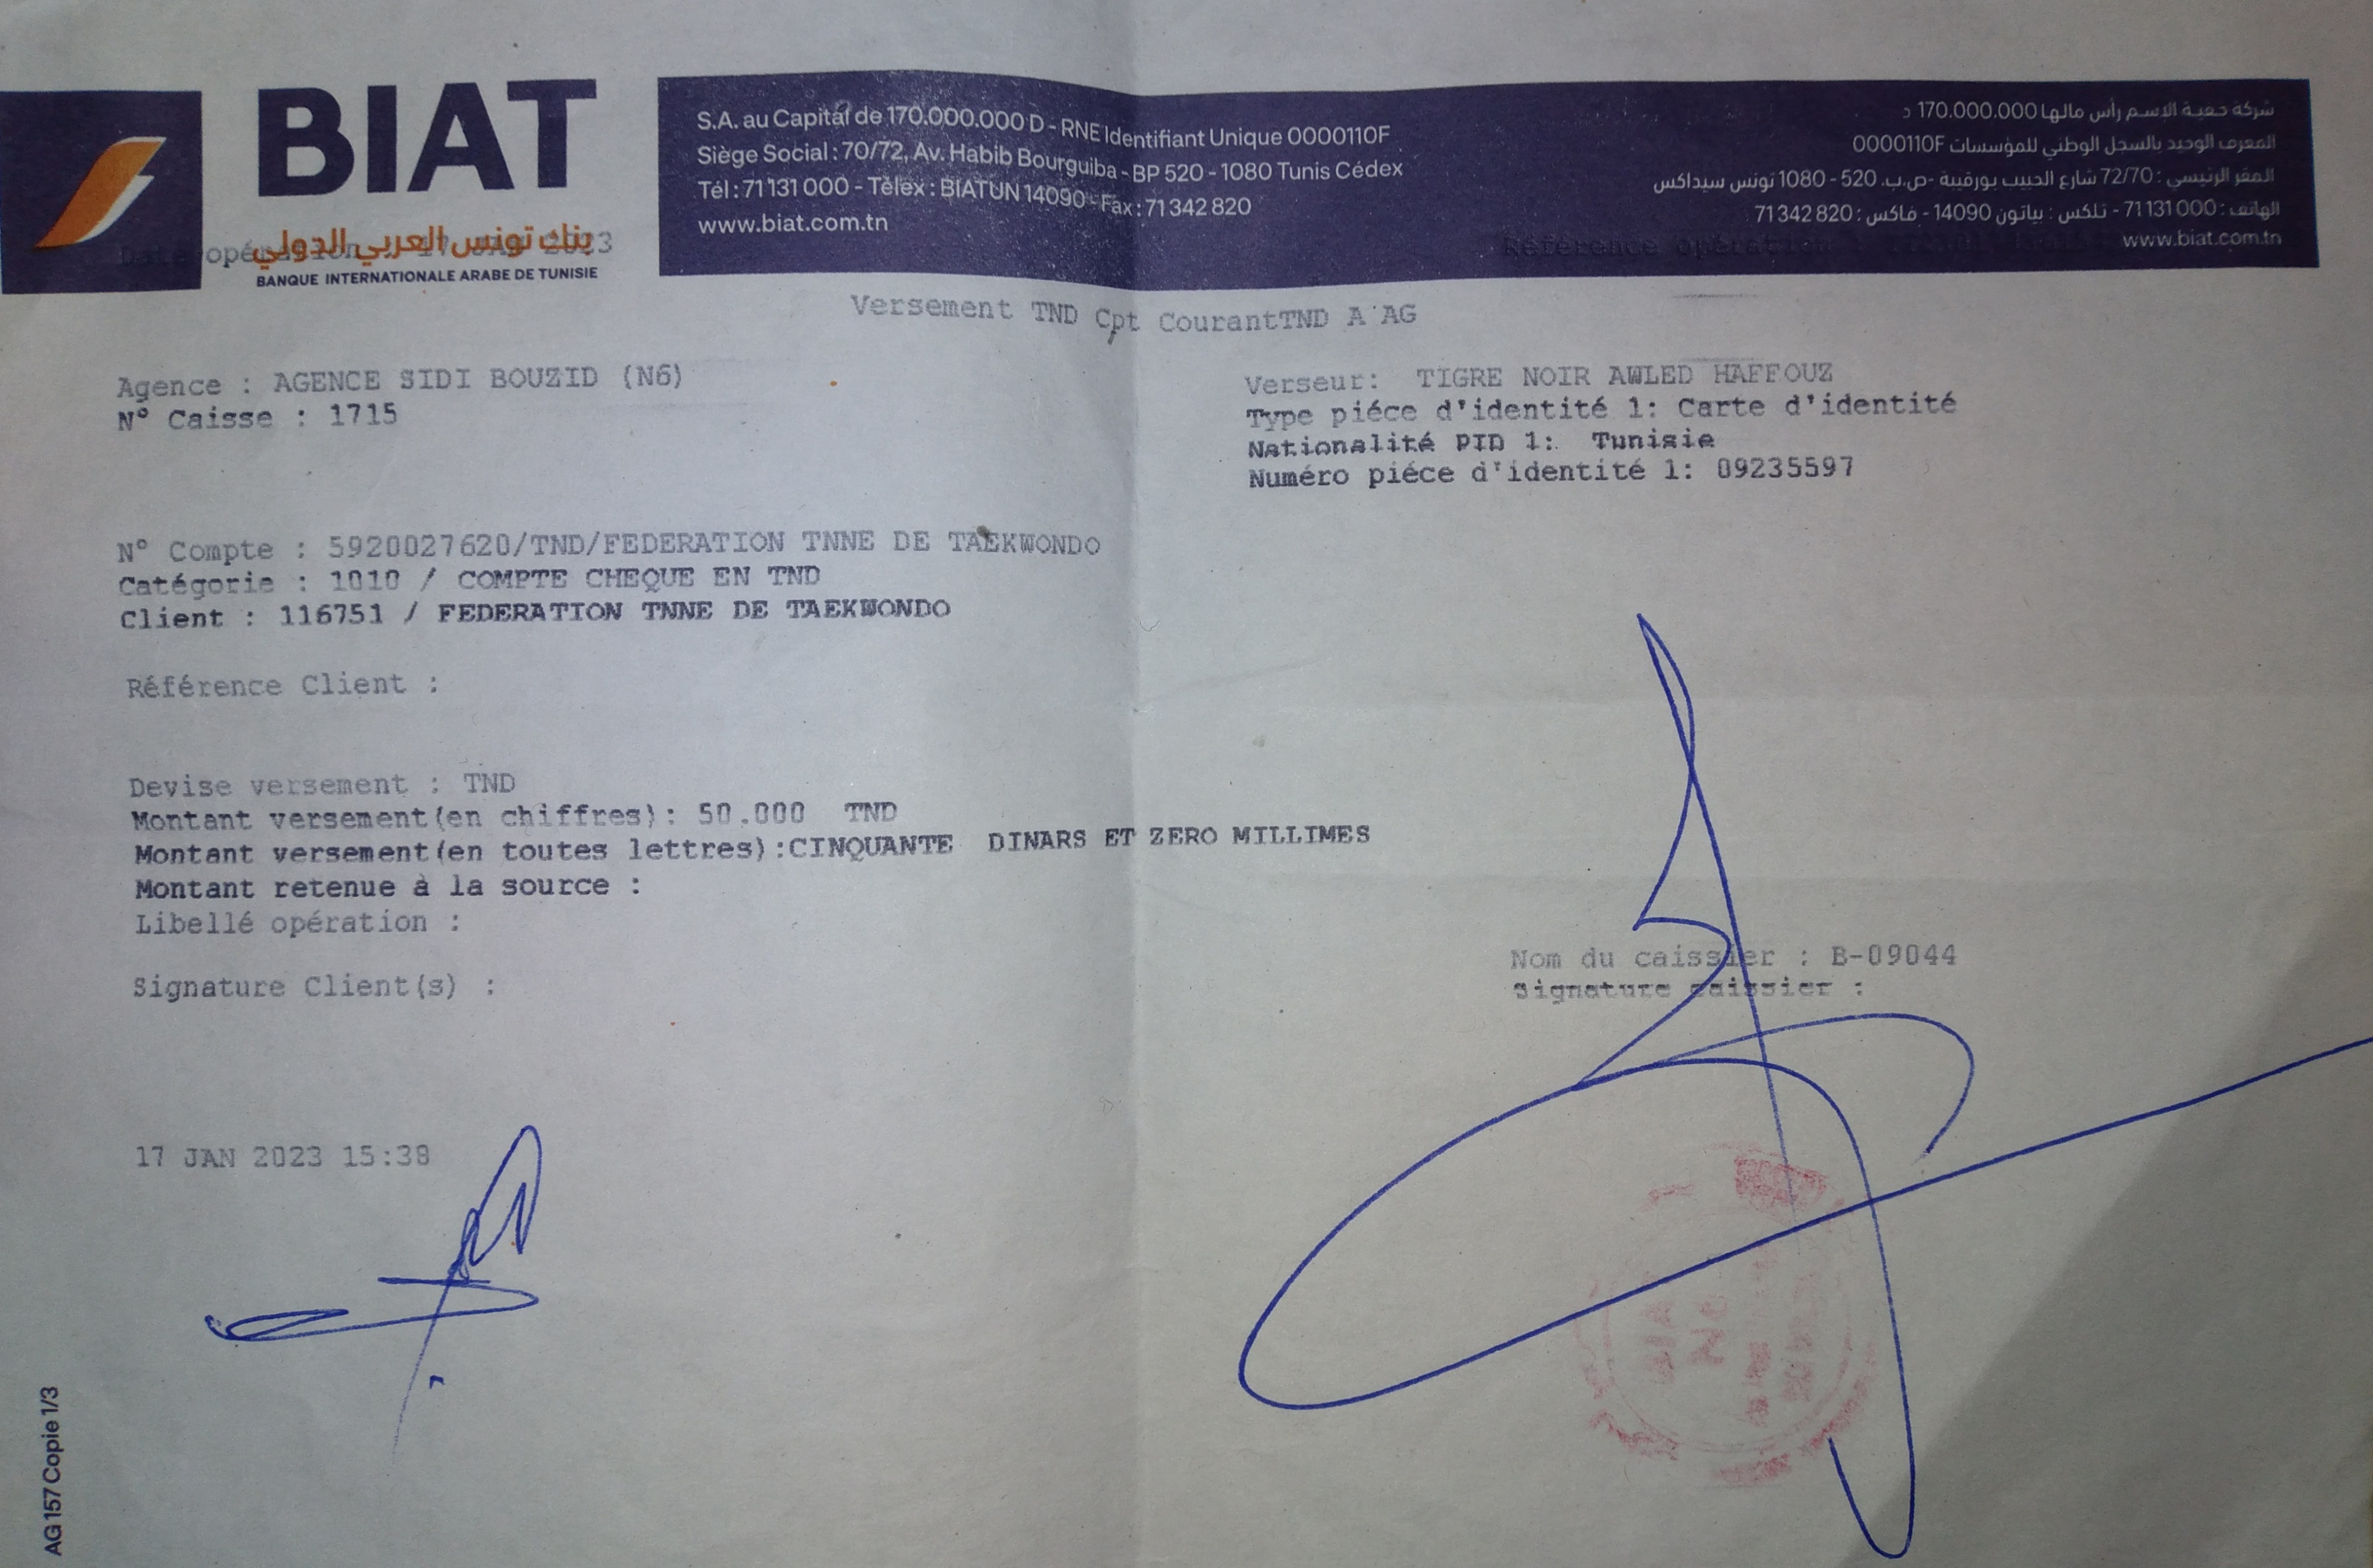 BIAT
بنك تونس العربي الدولي
BANQUE INTERNATIONALE ARABE DE TUNISIE
S.A. au Capital de 170.000.000 D - RNE Identifiant Unique 0000110F
Siège Social : 70/72, Av. Habib Bourguiba - BP 520 - 1080 Tunis Cédex
Tél : 71 131 000 - Télex : BIATUN 14090 - Fax : 71 342 820
www.biat.com.tn
شركة خفية الإسم رأس مالها 170.000.000 د
المعرف الوحيد بالسجل الوطني للمؤسسات 0000110F
المقر الرئيسي : 72/70 شارع الحبيب بورقيبة -ص.ب. 520 - 1080 تونس سيداكس
الهاتف : 71 131 000 - تلكس : بياتون 14090 - فاكس : 71 342 820
www.biat.com.tn
Date opération : 17 JAN 2023
Référence opération :
Versement TND Cpt CourantTND A AG
Agence : AGENCE SIDI BOUZID (N6)
N° Caisse : 1715
Verseur: TIGRE NOIR AWLED HAFFOUZ
Type piéce d'identité 1: Carte d'identité
Nationalité PID 1: Tunisie
Numéro piéce d'identité 1: 09235597
N° Compte : 5920027620/TND/FEDERATION TNNE DE TAEKWONDO
Catégorie : 1010 / COMPTE CHEQUE EN TND
Client : 116751 / FEDERATION TNNE DE TAEKWONDO
Référence Client :
Devise versement : TND
Montant versement(en chiffres): 50.000 TND
Montant versement(en toutes lettres):CINQUANTE DINARS ET ZERO MILLIMES
Montant retenue à la source :
Libellé opération :
Signature Client(s) :
Nom du caissier : B-09044
Signature caissier :
17 JAN 2023 15:38
AG 157 Copie 1/3